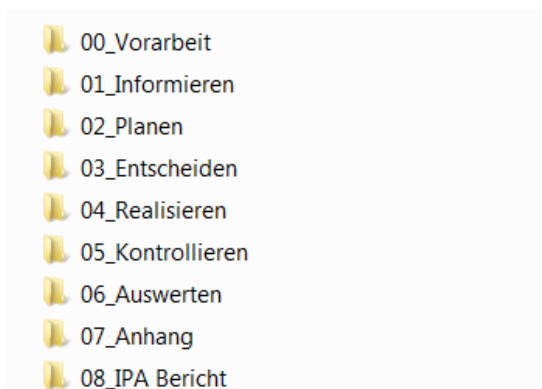 00_Vorarbeit
01_Informieren
02_Planen
03_Entscheiden
04_Realisieren
05_Kontrollieren
06_Auswerten
07_Anhang
08_IPA Bericht